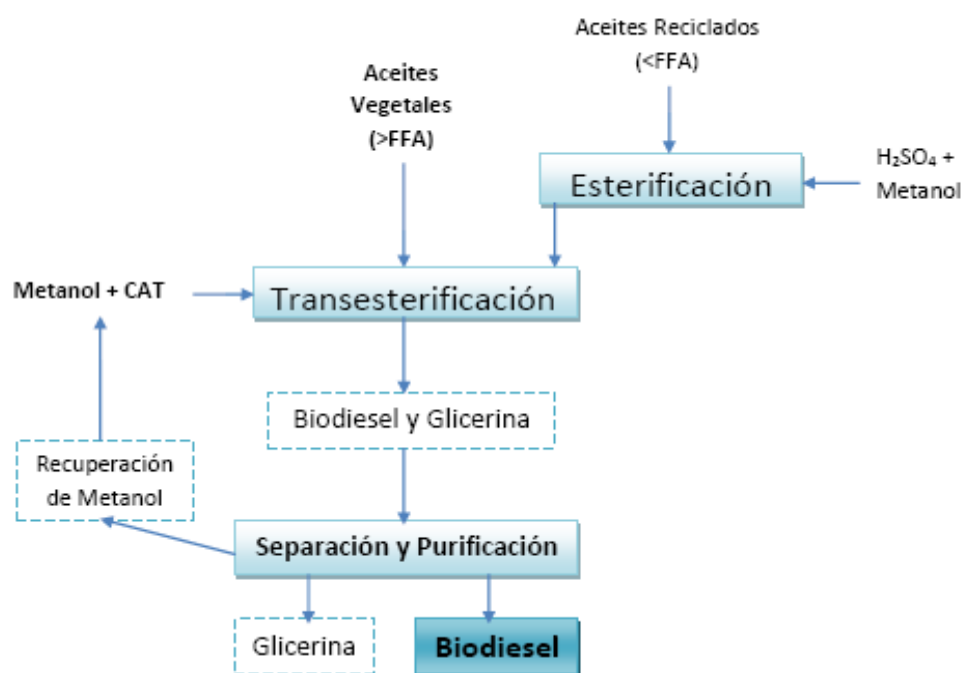 Aceites Reciclados
(<FFA)
Aceites
Vegetales
(>FFA)
H₂SO₄ +
Metanol
Esterificación
Metanol + CAT
Transesterificación
Biodiesel y Glicerina
Recuperación
de Metanol
Separación y Purificación
Glicerina
Biodiesel